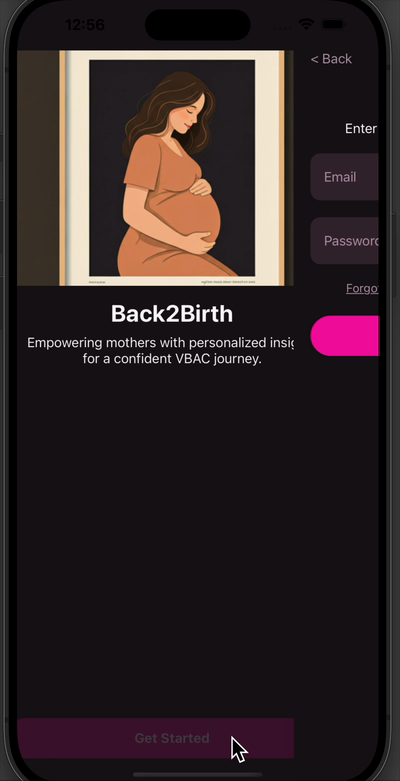 12:56
< Back
Enter
Email
Password
Forgo
Back2Birth
Empowering mothers with personalized insig
for a confident VBAC journey.
Get Started